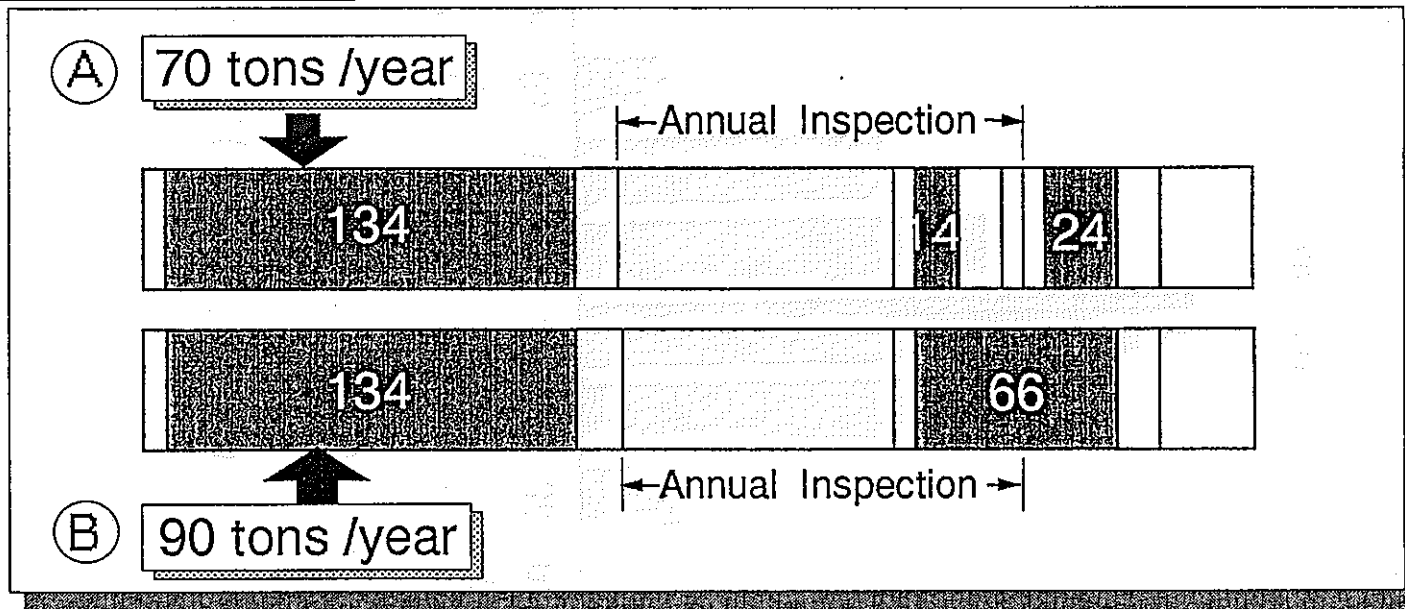 A 70 tons /year
Annual Inspection
134 14 24
134 66
Annual Inspection
B 90 tons /year